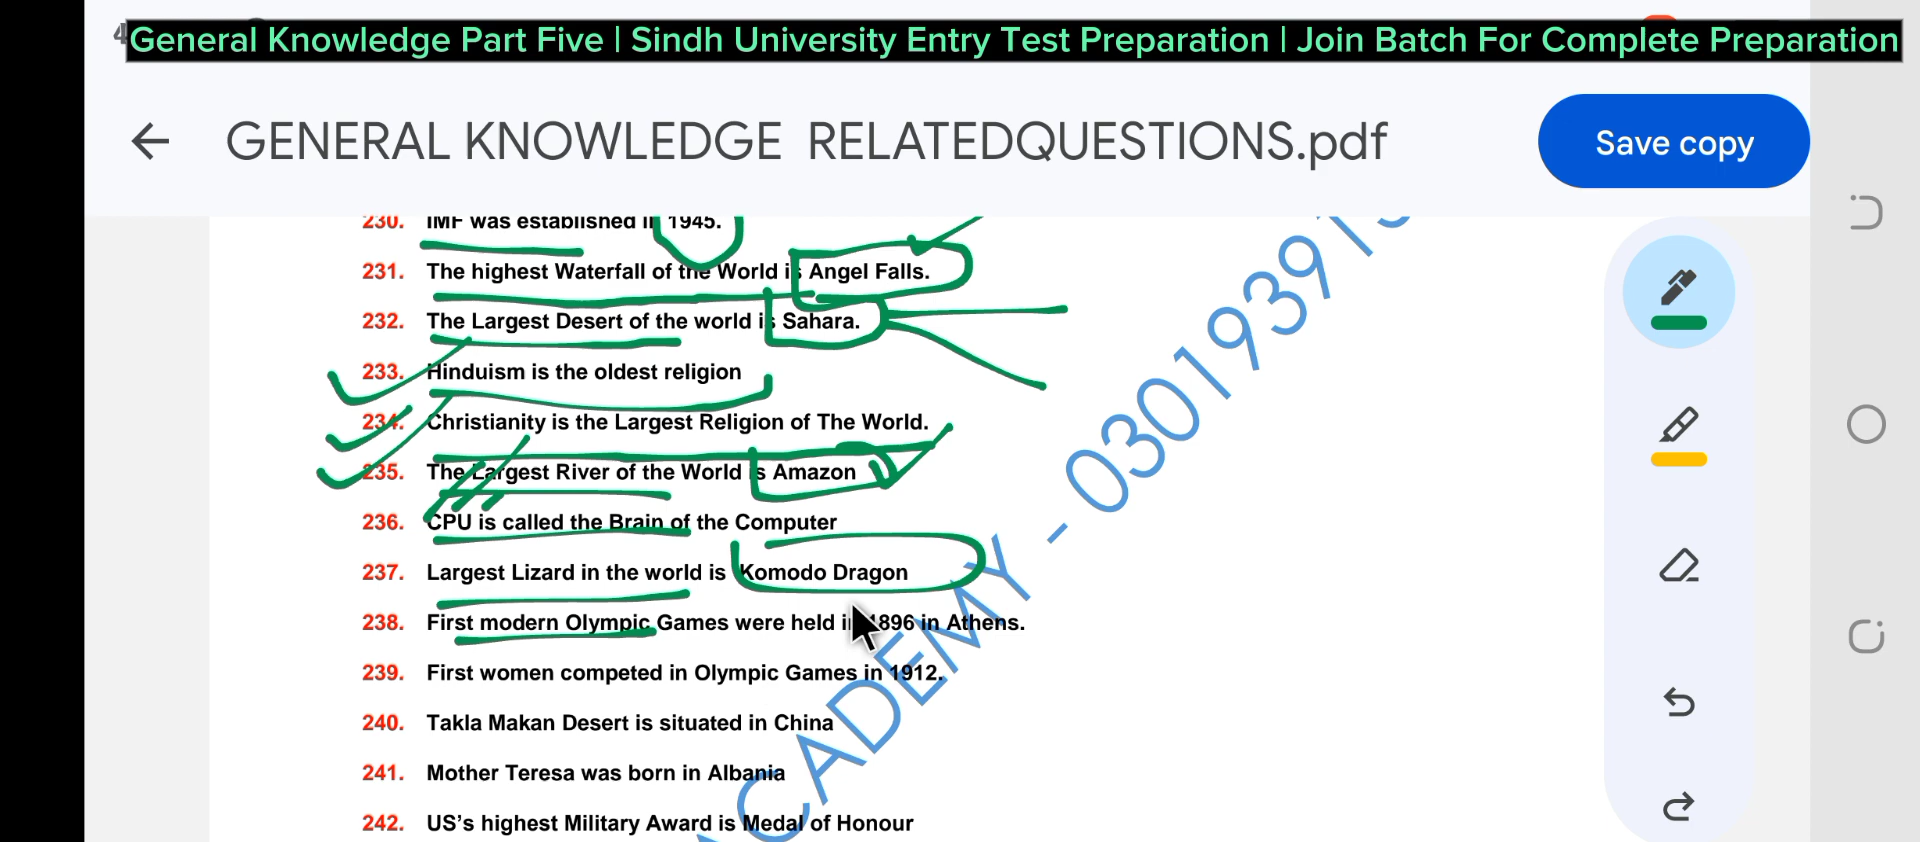 General Knowledge Part Five | Sindh University Entry Test Preparation | Join Batch For Complete Preparation
GENERAL KNOWLEDGE RELATEDQUESTIONS.pdf
Save copy
230. IMF was established in 1945.
231. The highest Waterfall of the World is Angel Falls.
232. The Largest Desert of the world is Sahara.
233. Hinduism is the oldest religion
234. Christianity is the Largest Religion of The World.
235. The Largest River of the World is Amazon
236. CPU is called the Brain of the Computer
237. Largest Lizard in the world is Komodo Dragon
238. First modern Olympic Games were held in 1896 in Athens.
239. First women competed in Olympic Games in 1912.
240. Takla Makan Desert is situated in China
241. Mother Teresa was born in Albania
242. US’s highest Military Award is Medal of Honour
CADEMY - 0301939